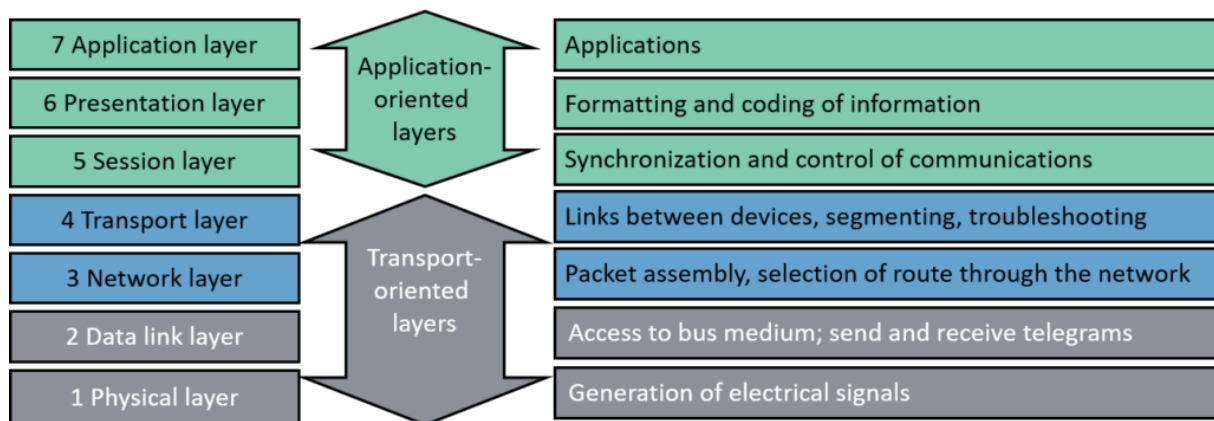 7 Application layer
6 Presentation layer
5 Session layer
4 Transport layer
3 Network layer
2 Data link layer
1 Physical layer
Application-
oriented
layers
Transport-
oriented
layers
Applications
Formatting and coding of information
Synchronization and control of communications
Links between devices, segmenting, troubleshooting
Packet assembly, selection of route through the network
Access to bus medium; send and receive telegrams
Generation of electrical signals